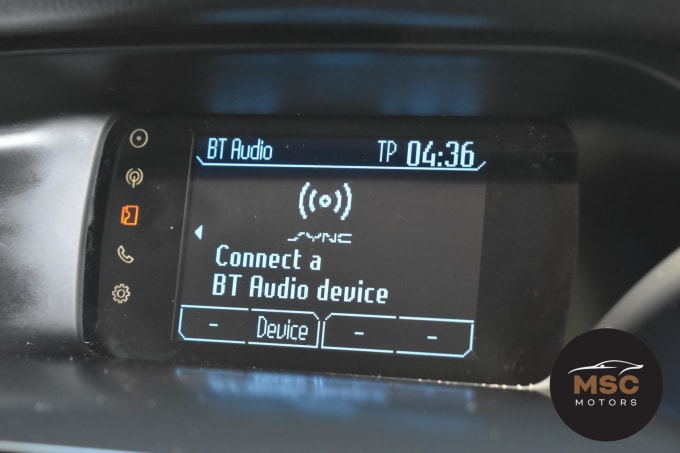 BT Audio TP 04:36
SYNC
Connect a
BT Audio device
- Device - -
MSC
MOTORS